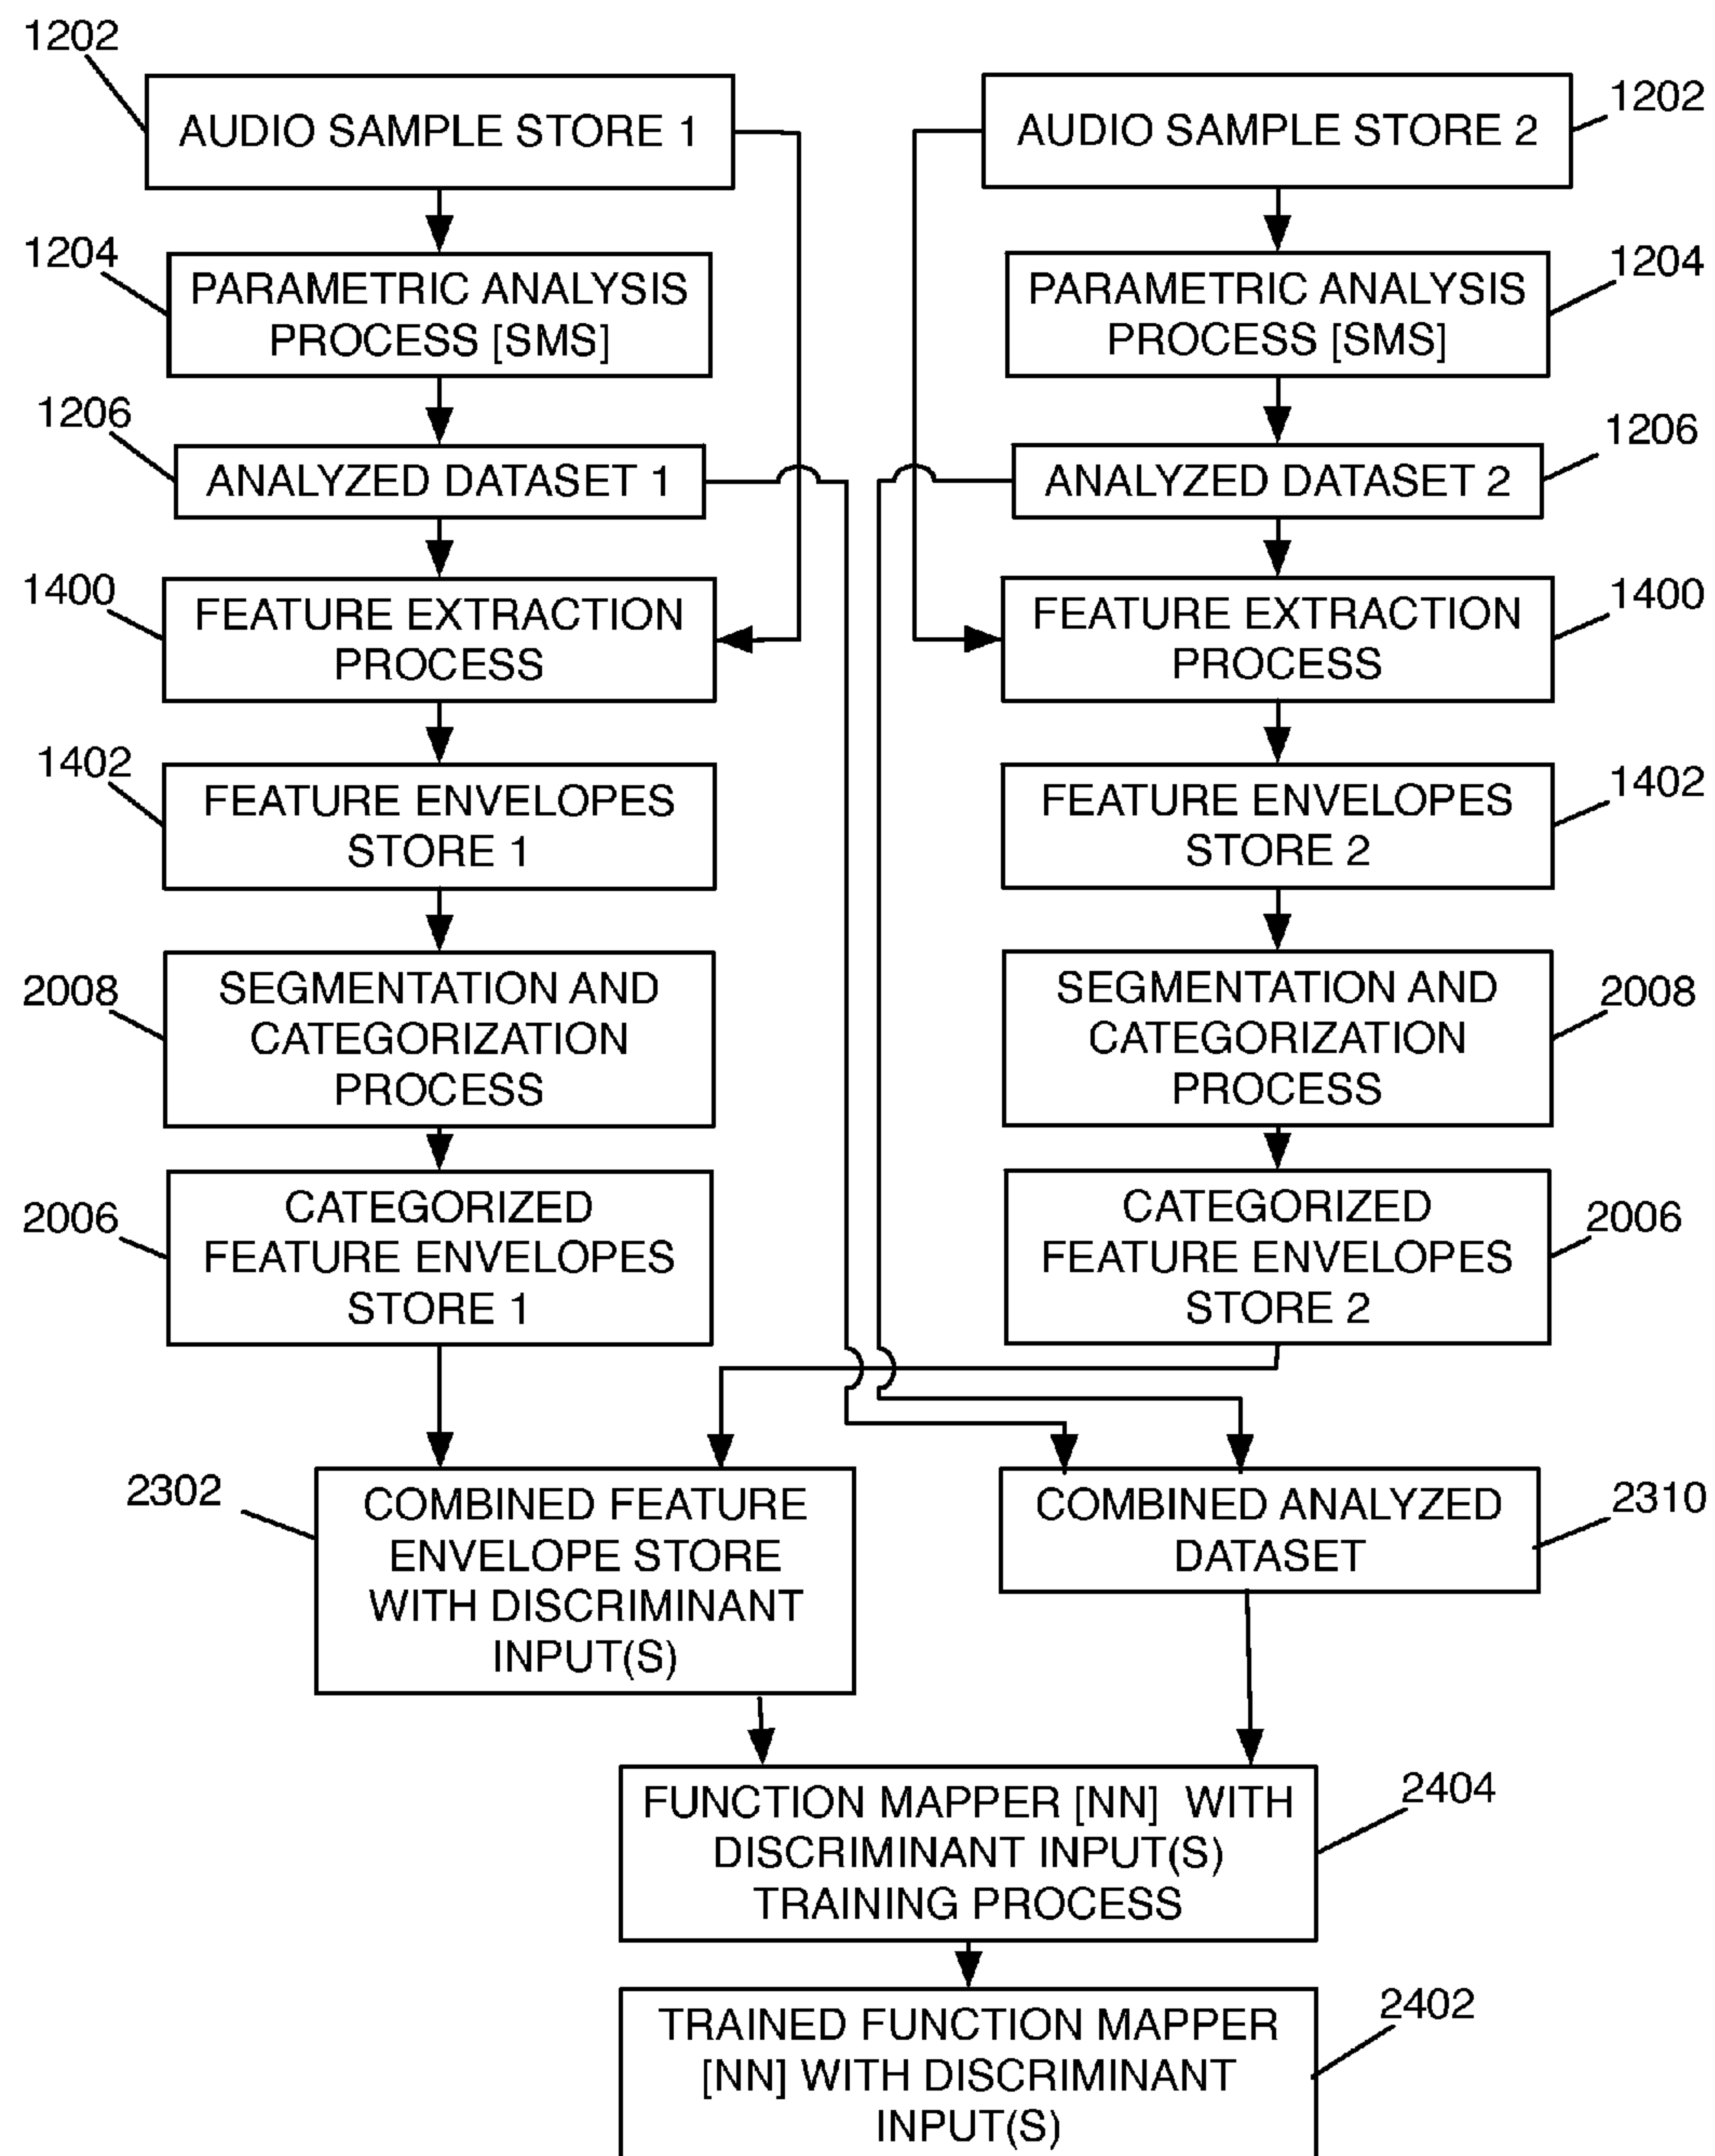 1202
AUDIO SAMPLE STORE 1
AUDIO SAMPLE STORE 2
1202
1204
PARAMETRIC ANALYSIS
PROCESS [SMS]
PARAMETRIC ANALYSIS
PROCESS [SMS]
1204
1206
ANALYZED DATASET 1
ANALYZED DATASET 2
1206
1400
FEATURE EXTRACTION
PROCESS
FEATURE EXTRACTION
PROCESS
1400
1402
FEATURE ENVELOPES
STORE 1
FEATURE ENVELOPES
STORE 2
1402
2008
SEGMENTATION AND
CATEGORIZATION
PROCESS
SEGMENTATION AND
CATEGORIZATION
PROCESS
2008
2006
CATEGORIZED
FEATURE ENVELOPES
STORE 1
CATEGORIZED
FEATURE ENVELOPES
STORE 2
2006
2302
COMBINED FEATURE
ENVELOPE STORE
WITH DISCRIMINANT
INPUT(S)
COMBINED ANALYZED
DATASET
2310
FUNCTION MAPPER [NN] WITH
DISCRIMINANT INPUT(S)
TRAINING PROCESS
2404
TRAINED FUNCTION MAPPER
[NN] WITH DISCRIMINANT
INPUT(S)
2402